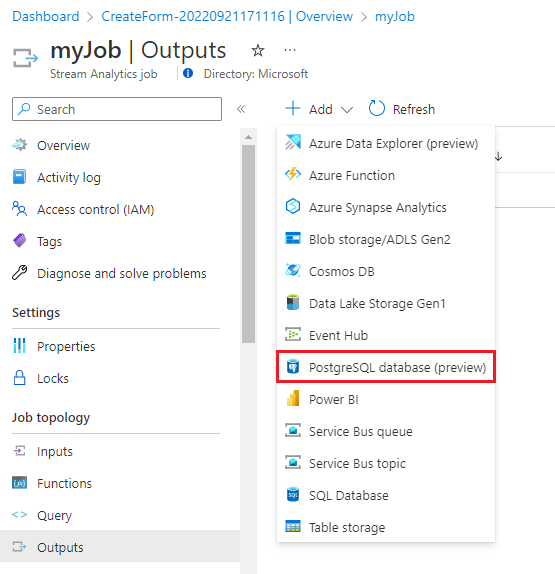 Dashboard > CreateForm-20220921171116 | Overview > myJob
myJob | Outputs ☆ ...
Stream Analytics job | Directory: Microsoft
Search «
Overview
Activity log
Access control (IAM)
Tags
Diagnose and solve problems
Settings
Properties
Locks
Job topology
Inputs
Functions
<> Query
Outputs
+ Add Refresh
Azure Data Explorer (preview)
Azure Function
Azure Synapse Analytics
Blob storage/ADLS Gen2
Cosmos DB
Data Lake Storage Gen1
Event Hub
PostgreSQL database (preview)
Power BI
Service Bus queue
Service Bus topic
SQL Database
Table storage